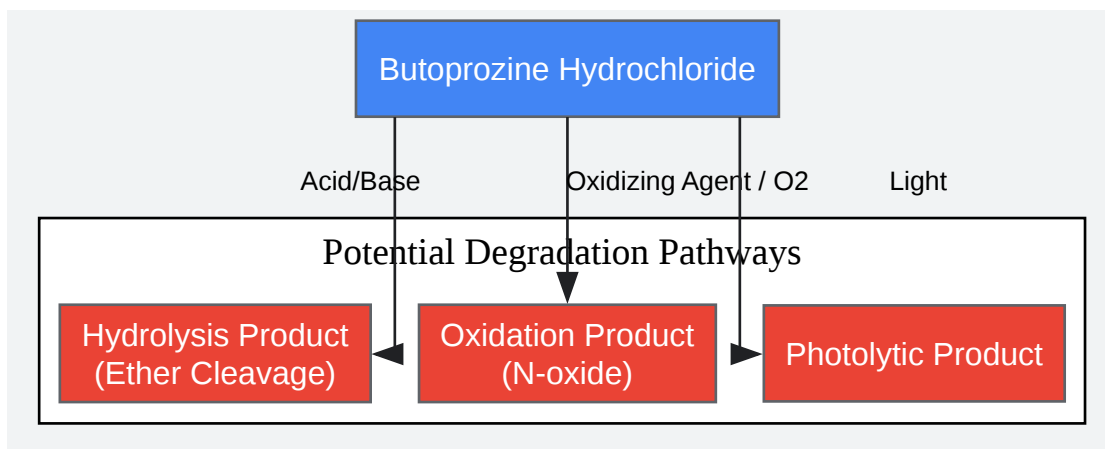 Butoprozine Hydrochloride
Acid/Base
Oxidizing Agent / O2
Light
Potential Degradation Pathways
Hydrolysis Product
(Ether Cleavage)
Oxidation Product
(N-oxide)
Photolytic Product